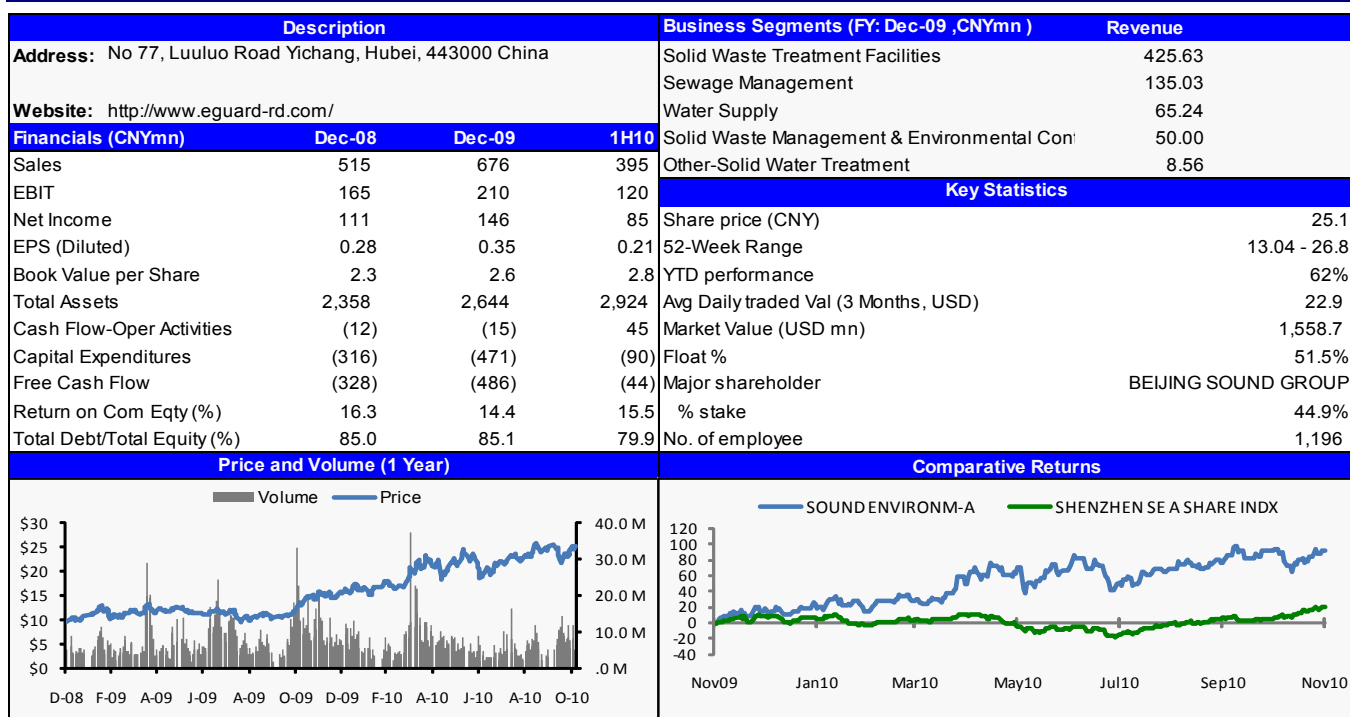 Description
Address: No 77, Luuluo Road Yichang, Hubei, 443000 China
Website: http://www.eguard-rd.com/
Financials (CNYmn) Dec-08 Dec-09 1H10
Sales 515 676 395
EBIT 165 210 120
Net Income 111 146 85
EPS (Diluted) 0.28 0.35 0.21
Book Value per Share 2.3 2.6 2.8
Total Assets 2,358 2,644 2,924
Cash Flow-Oper Activities (12) (15) 45
Capital Expenditures (316) (471) (90)
Free Cash Flow (328) (486) (44)
Return on Com Eqty (%) 16.3 14.4 15.5
Total Debt/Total Equity (%) 85.0 85.1 79.9
Business Segments (FY: Dec-09 ,CNYmn ) Revenue
Solid Waste Treatment Facilities 425.63
Sewage Management 135.03
Water Supply 65.24
Solid Waste Management & Environmental Con 50.00
Other-Solid Water Treatment 8.56
Key Statistics
Share price (CNY) 25.1
52-Week Range 13.04 - 26.8
YTD performance 62%
Avg Daily traded Val (3 Months, USD) 22.9
Market Value (USD mn) 1,558.7
Float % 51.5%
Major shareholder BEIJING SOUND GROUP
% stake 44.9%
No. of employee 1,196
Price and Volume (1 Year)
Volume Price
$30 40.0 M
$25 30.0 M
$20
$15 20.0 M
$10
10.0 M
$5
$0 .0 M
D-08 F-09 A-09 J-09 A-09 O-09 D-09 F-10 A-10 J-10 A-10 O-10
Comparative Returns
SOUND ENVIRONM-A SHENZHEN SE A SHARE INDX
120
100
80
60
40
20
0
-20
-40
Nov09 Jan10 Mar10 May10 Jul10 Sep10 Nov10